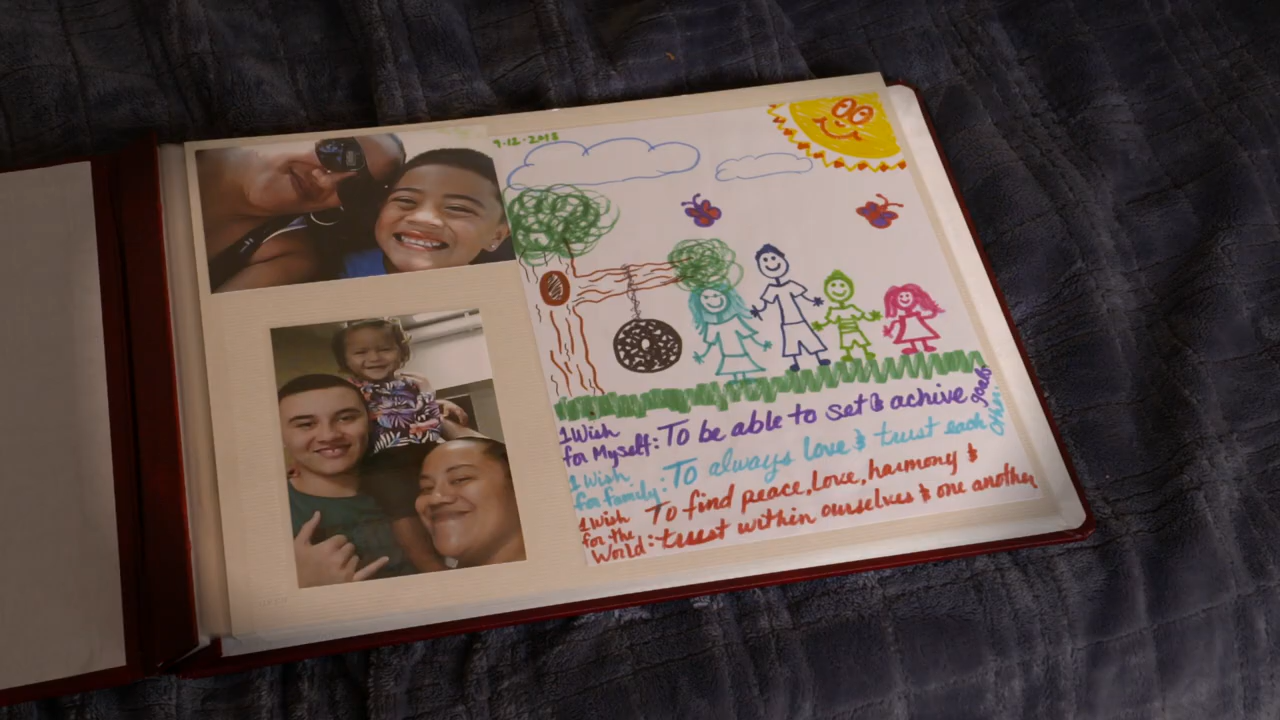 9-12-2018
1 Wish
for Myself: To be able to set & achive goals
1 Wish
for family: To always love & trust each other.
1 Wish
for the
World: To find peace, love, harmony &
trust within ourselves & one another